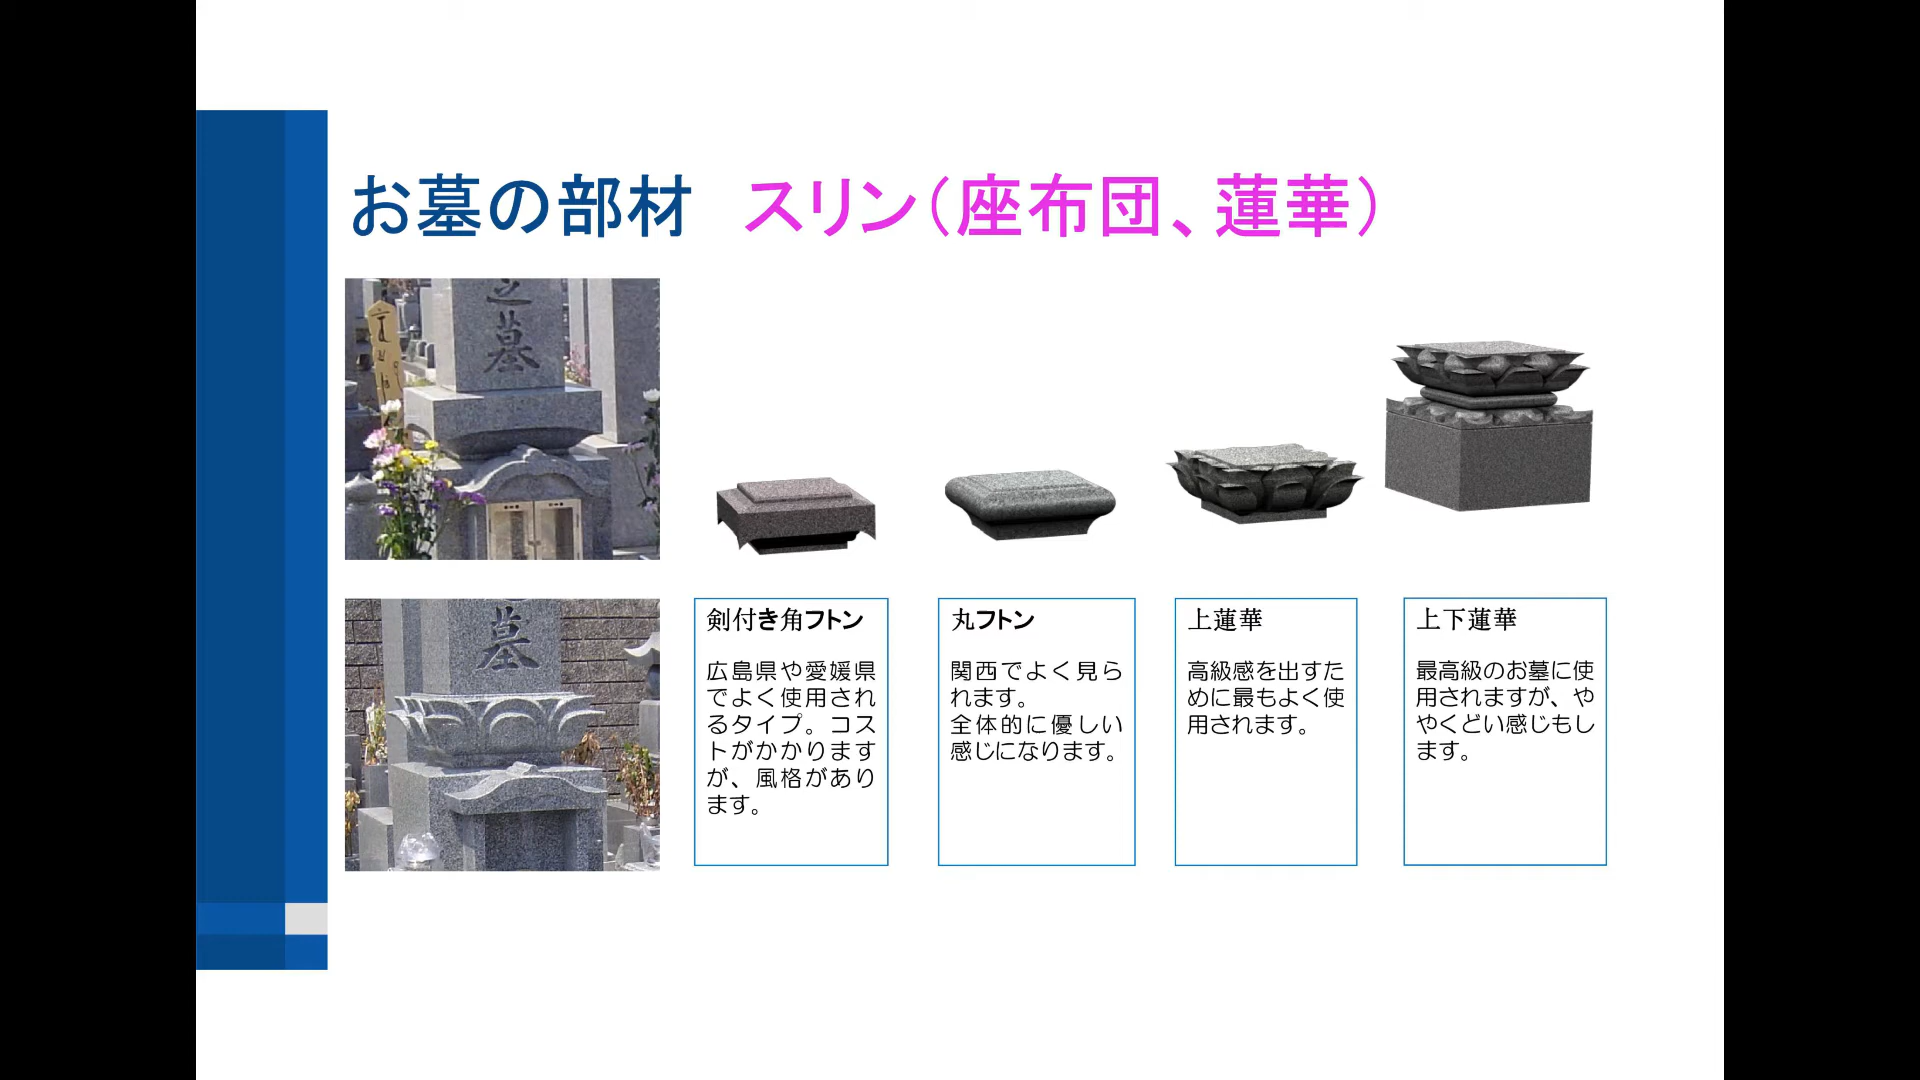 お墓の部材　スリン（座布団、蓮華）
之
墓
墓
剣付き角フトン
広島県や愛媛県
でよく使用され
るタイプ。コス
トがかかります
が、風格があり
ます。
丸フトン
関西でよく見ら
れます。
全体的に優しい
感じになります。
上蓮華
高級感を出すた
めに最もよく使
用されます。
上下蓮華
最高級のお墓に使
用されますが、や
やくどい感じもし
ます。